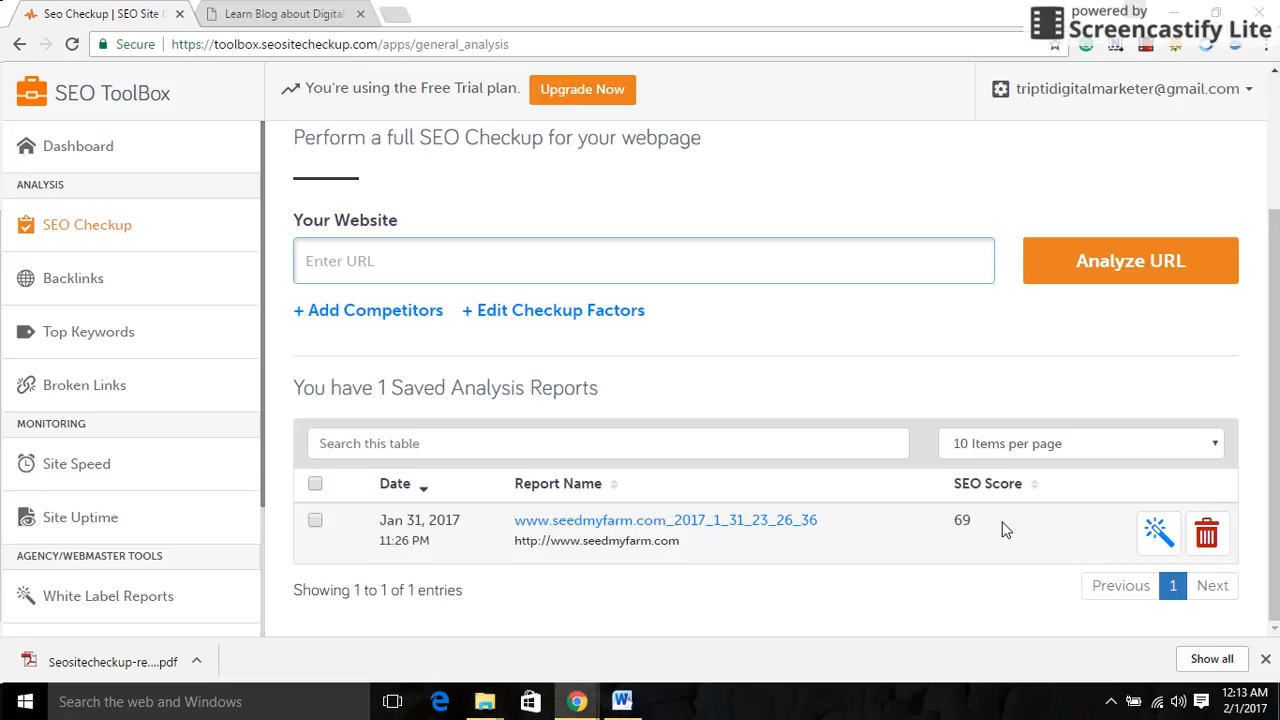 Seo Checkup | SEO Site C
Learn Blog about Digital
powered by
Screencastify Lite
Secure
https://toolbox.seositecheckup.com/apps/general_analysis
SEO ToolBox
You're using the Free Trial plan.
Upgrade Now
triptidigitalmarketer@gmail.com
Dashboard
ANALYSIS
SEO Checkup
Backlinks
Top Keywords
Broken Links
MONITORING
Site Speed
Site Uptime
AGENCY/WEBMASTER TOOLS
White Label Reports
Perform a full SEO Checkup for your webpage
Your Website
Enter URL
Analyze URL
+ Add Competitors
+ Edit Checkup Factors
You have 1 Saved Analysis Reports
Search this table
10 Items per page
Date
Report Name
SEO Score
Jan 31, 2017
www.seedmyfarm.com_2017_1_31_23_26_36
69
11:26 PM
http://www.seedmyfarm.com
Showing 1 to 1 of 1 entries
Previous
1
Next
Seositecheckup-re....pdf
Show all
Search the web and Windows
12:13 AM
2/1/2017